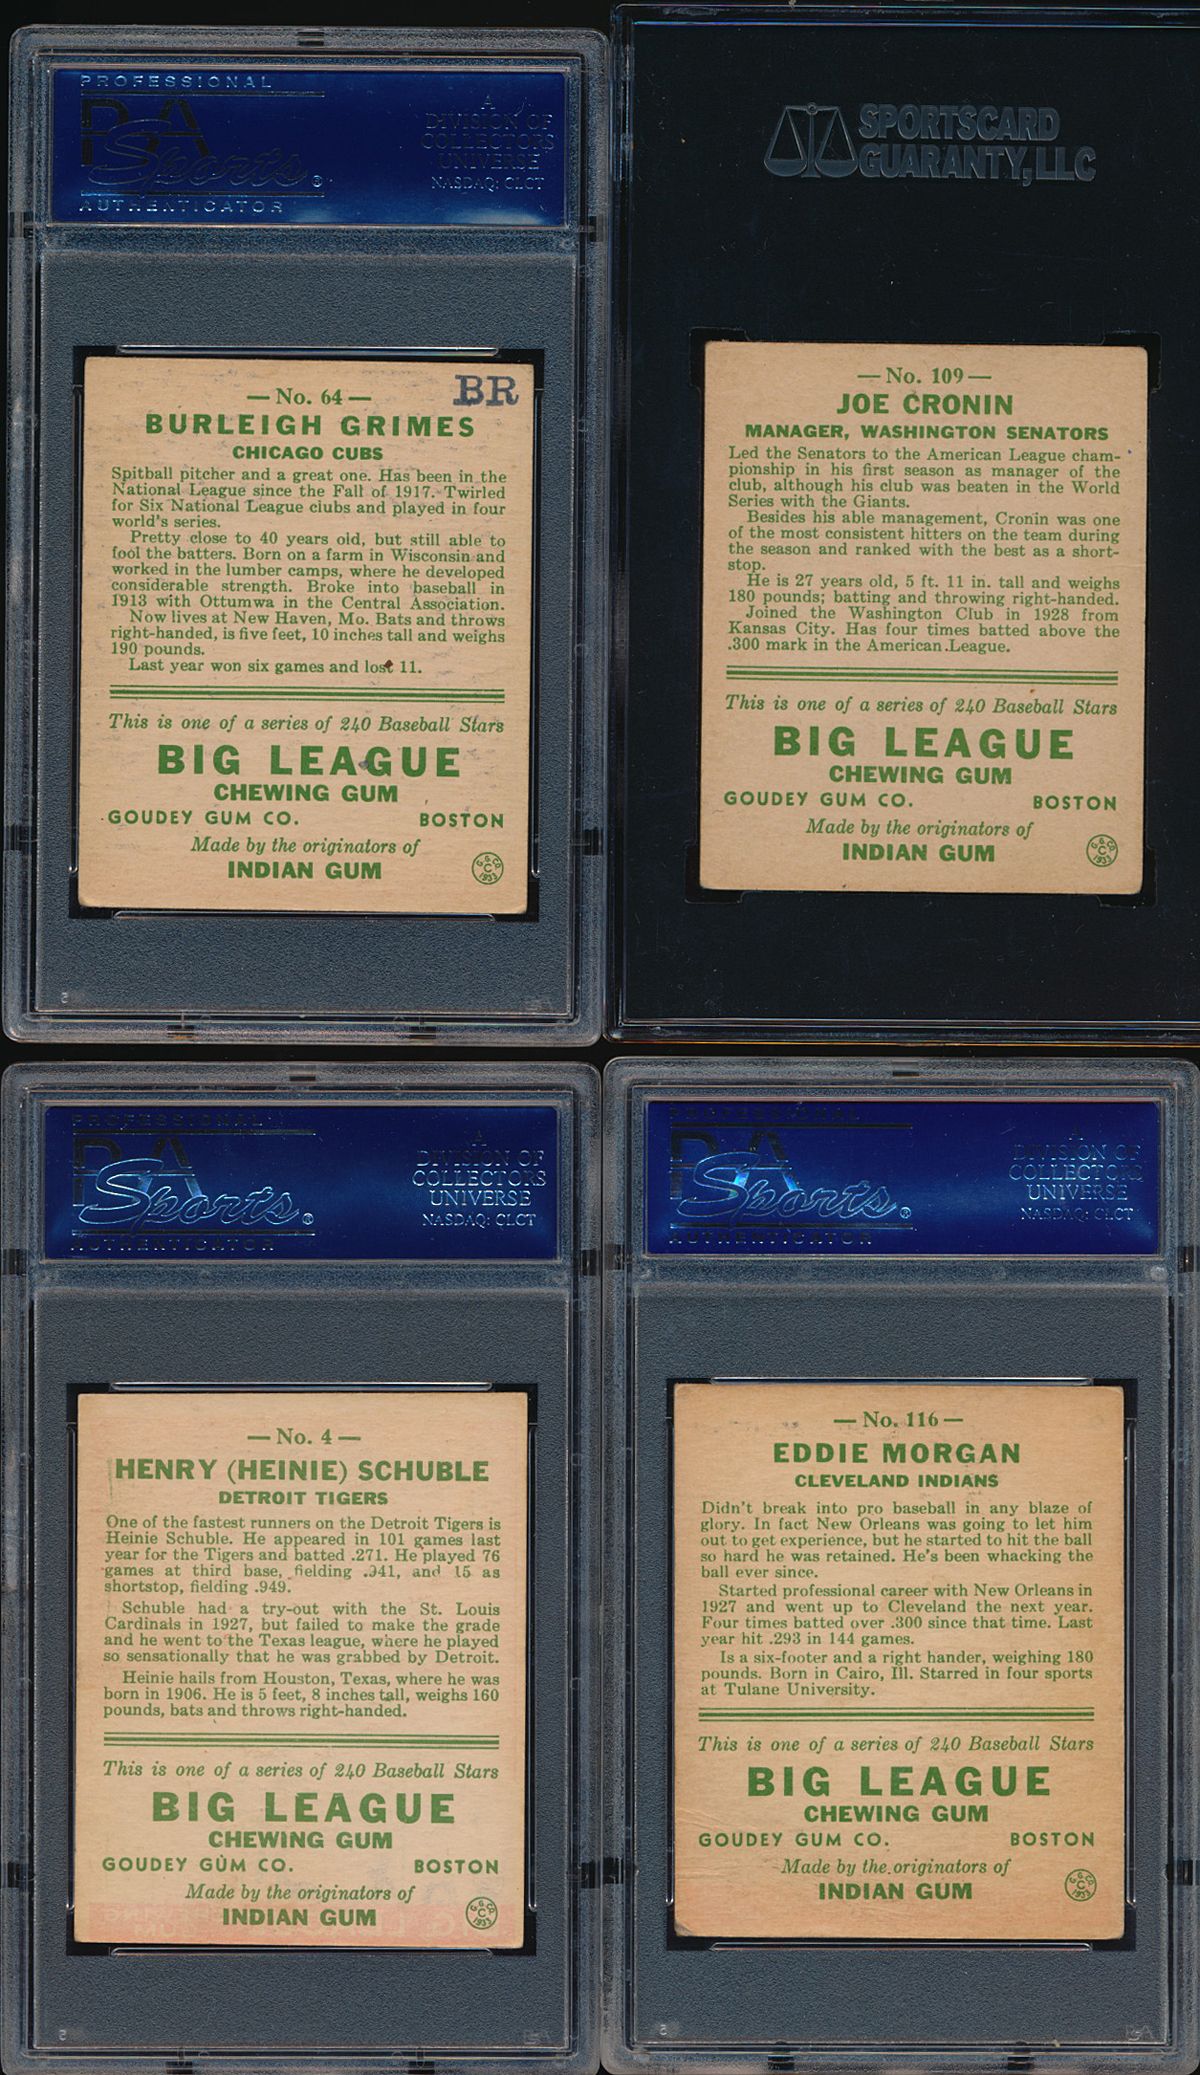 PROFESSIONAL
PSA
Sports®
AUTHENTICATOR
A
DIVISION OF
COLLECTORS
UNIVERSE
NASDAQ: CLCT
— No. 64 —
BR
BURLEIGH GRIMES
CHICAGO CUBS
Spitball pitcher and a great one. Has been in the
National League since the Fall of 1917. Twirled
for Six National League clubs and played in four
world's series.
Pretty close to 40 years old, but still able to
fool the batters. Born on a farm in Wisconsin and
worked in the lumber camps, where he developed
considerable strength. Broke into baseball in
1913 with Ottumwa in the Central Association.
Now lives at New Haven, Mo. Bats and throws
right-handed, is five feet, 10 inches tall and weighs
190 pounds.
Last year won six games and lost 11.
This is one of a series of 240 Baseball Stars
BIG LEAGUE
CHEWING GUM
GOUDEY GUM CO. BOSTON
Made by the originators of
INDIAN GUM
G.G.CO.
C
1933
SPORTSCARD
GUARANTY, LLC
— No. 109 —
JOE CRONIN
MANAGER, WASHINGTON SENATORS
Led the Senators to the American League cham-
pionship in his first season as manager of the
club, although his club was beaten in the World
Series with the Giants.
Besides his able management, Cronin was one
of the most consistent hitters on the team during
the season and ranked with the best as a short-
stop.
He is 27 years old, 5 ft. 11 in. tall and weighs
180 pounds; batting and throwing right-handed.
Joined the Washington Club in 1928 from
Kansas City. Has four times batted above the
.300 mark in the American League.
This is one of a series of 240 Baseball Stars
BIG LEAGUE
CHEWING GUM
GOUDEY GUM CO. BOSTON
Made by the originators of
INDIAN GUM
G.G.CO.
C
1933
PROFESSIONAL
PSA
Sports®
AUTHENTICATOR
A
DIVISION OF
COLLECTORS
UNIVERSE
NASDAQ: CLCT
— No. 4 —
HENRY (HEINIE) SCHUBLE
DETROIT TIGERS
One of the fastest runners on the Detroit Tigers is
Heinie Schuble. He appeared in 101 games last
year for the Tigers and batted .271. He played 76
games at third base, fielding .941, and 15 as
shortstop, fielding .949.
Schuble had a try-out with the St. Louis
Cardinals in 1927, but failed to make the grade
and he went to the Texas league, where he played
so sensationally that he was grabbed by Detroit.
Heinie hails from Houston, Texas, where he was
born in 1906. He is 5 feet, 8 inches tall, weighs 160
pounds, bats and throws right-handed.
This is one of a series of 240 Baseball Stars
BIG LEAGUE
CHEWING GUM
GOUDEY GUM CO. BOSTON
Made by the originators of
INDIAN GUM
G.G.CO.
C
1933
PROFESSIONAL
PSA
Sports®
AUTHENTICATOR
A
DIVISION OF
COLLECTORS
UNIVERSE
NASDAQ: CLCT
— No. 116 —
EDDIE MORGAN
CLEVELAND INDIANS
Didn't break into pro baseball in any blaze of
glory. In fact New Orleans was going to let him
out to get experience, but he started to hit the ball
so hard he was retained. He's been whacking the
ball ever since.
Started professional career with New Orleans in
1927 and went up to Cleveland the next year.
Four times batted over .300 since that time. Last
year hit .293 in 144 games.
Is a six-footer and a right hander, weighing 180
pounds. Born in Cairo, Ill. Starred in four sports
at Tulane University.
This is one of a series of 240 Baseball Stars
BIG LEAGUE
CHEWING GUM
GOUDEY GUM CO. BOSTON
Made by the originators of
INDIAN GUM
G.G.CO.
C
1933